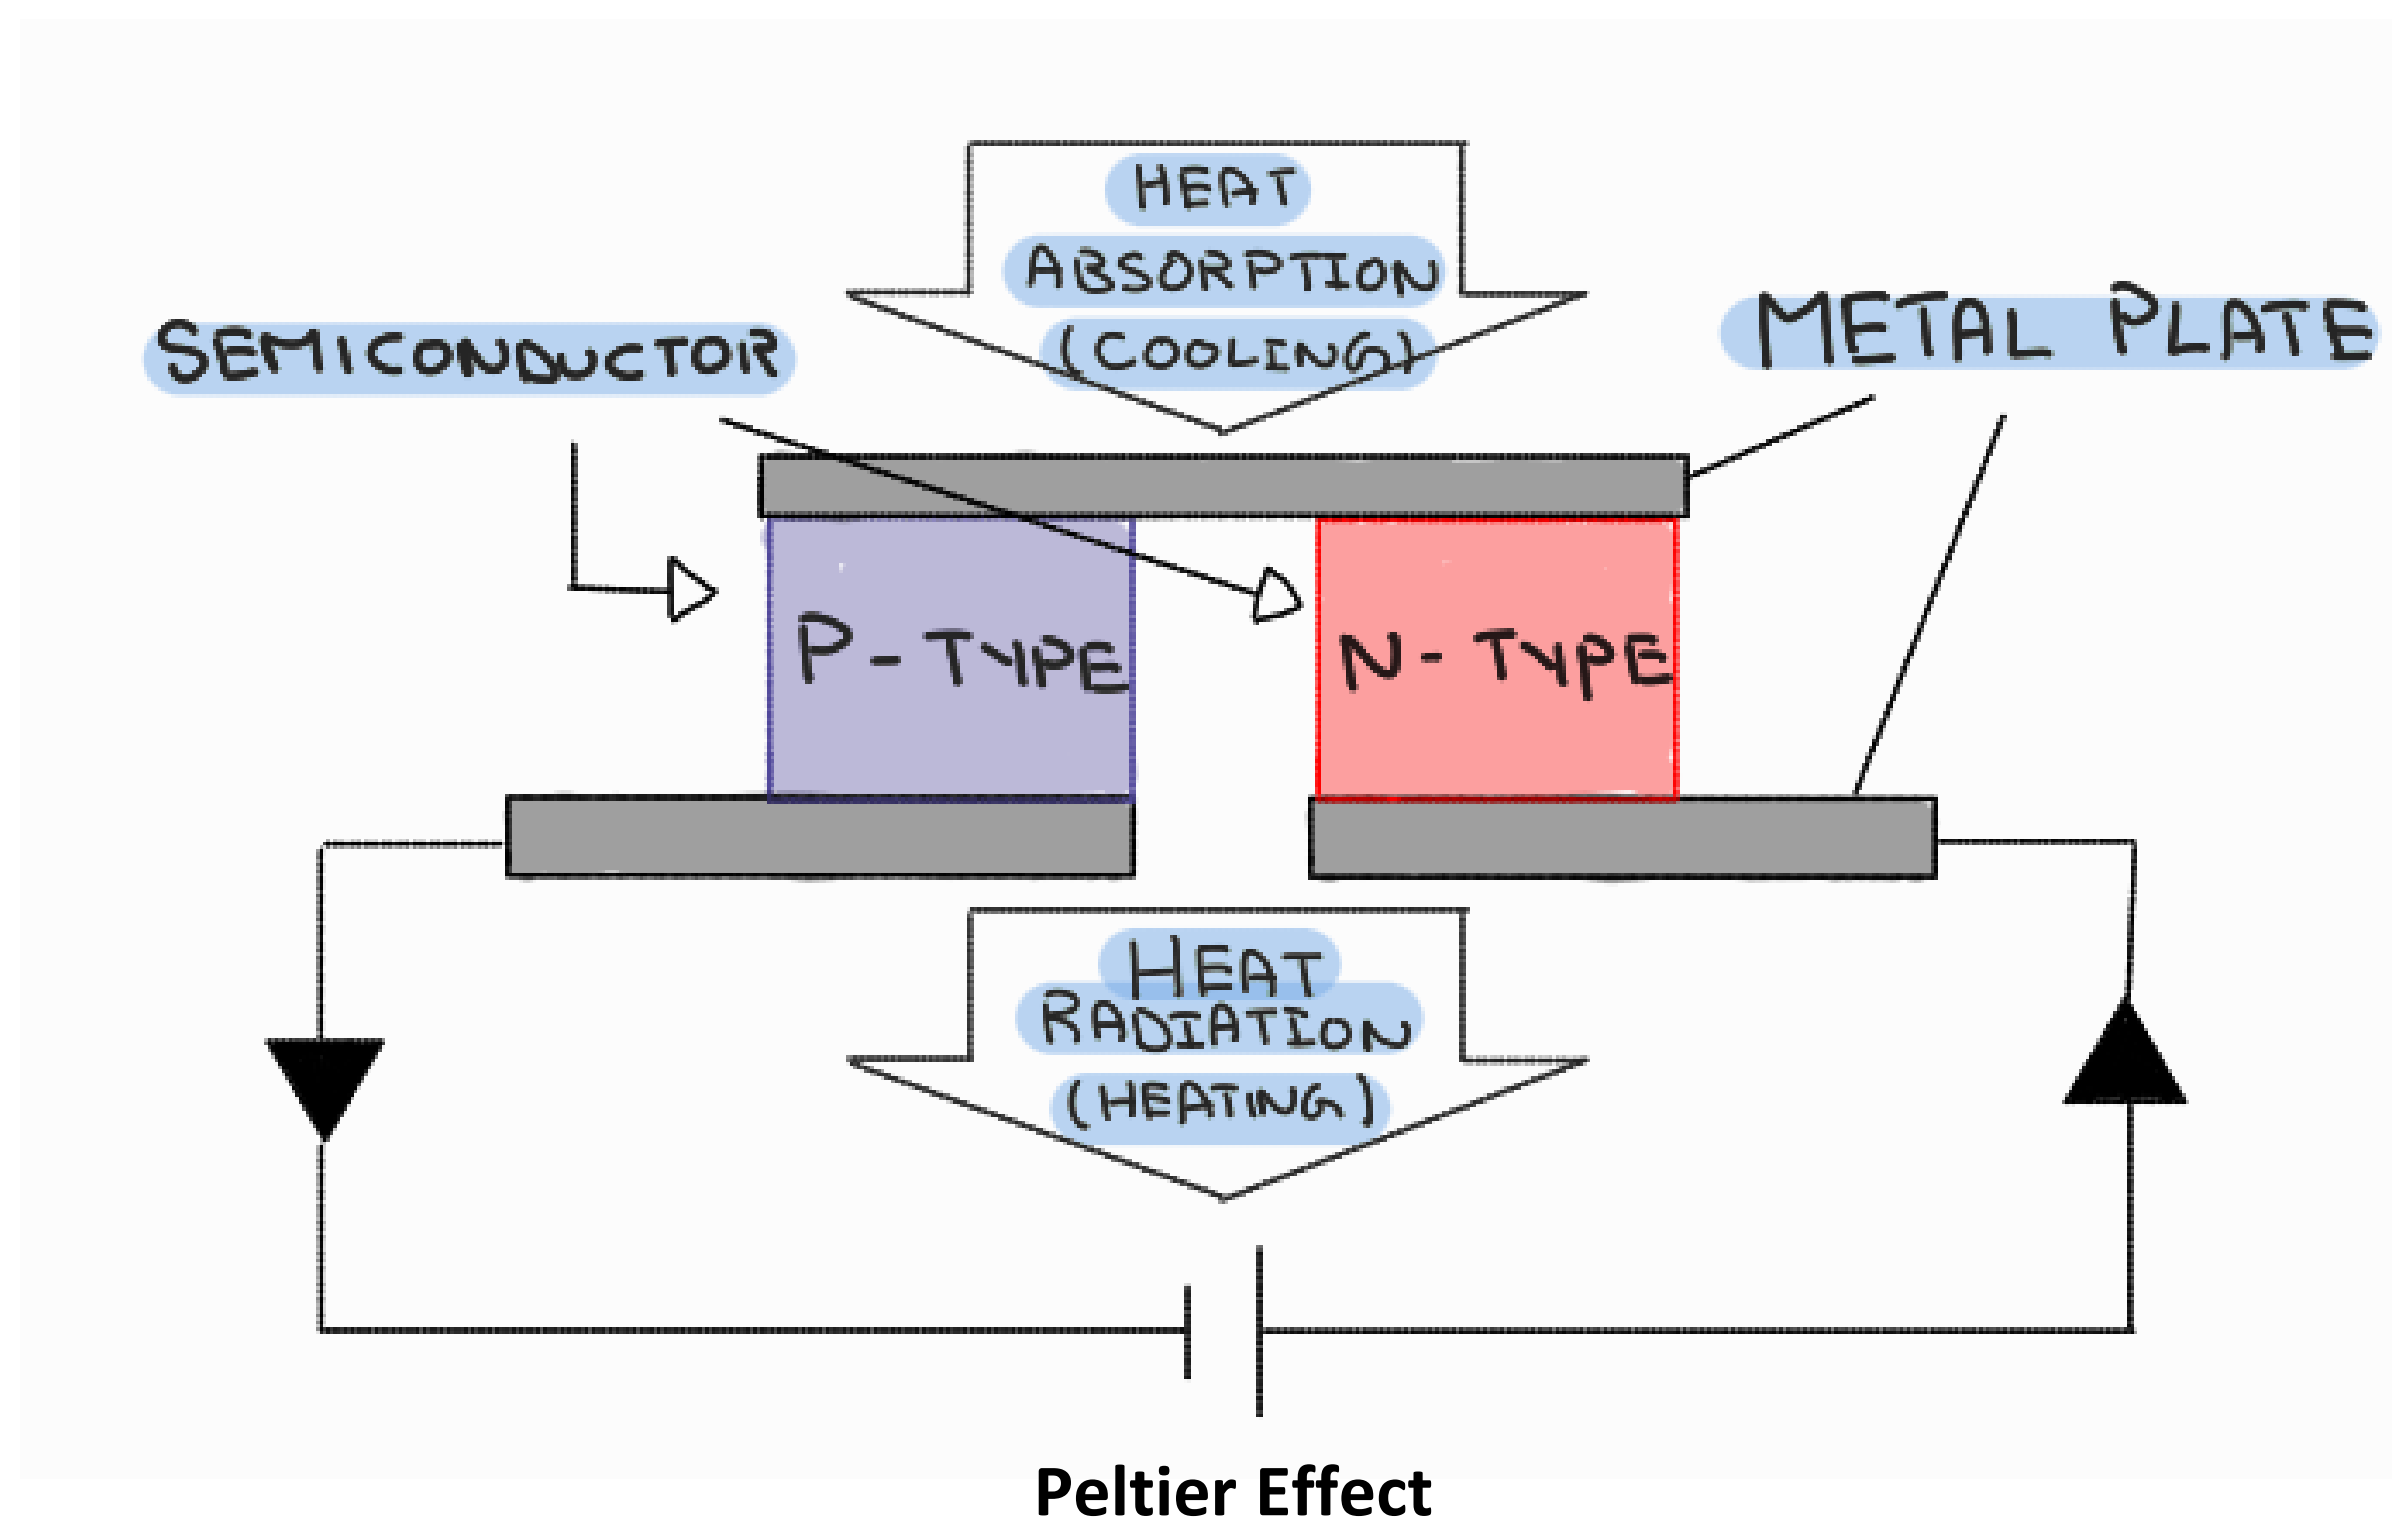 HEAT
ABSORPTION
(COOLING)
SEMICONDUCTOR
METAL PLATE
P-TYPE
N-TYPE
HEAT
RADIATION
(HEATING)
Peltier Effect